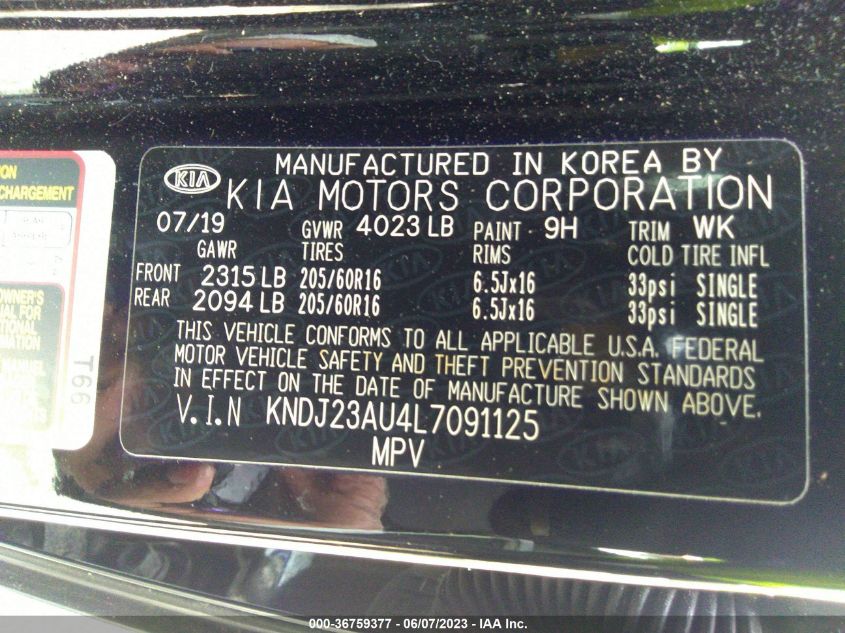 MANUFACTURED IN KOREA BY
KIA KIA MOTORS CORPORATION
07/19 GVWR 4023 LB PAINT 9H TRIM WK
GAWR TIRES RIMS COLD TIRE INFL
FRONT 2315 LB 205/60R16 6.5Jx16 33psi SINGLE
REAR 2094 LB 205/60R16 6.5Jx16 33psi SINGLE
THIS VEHICLE CONFORMS TO ALL APPLICABLE U.S.A. FEDERAL
MOTOR VEHICLE SAFETY AND THEFT PREVENTION STANDARDS
IN EFFECT ON THE DATE OF MANUFACTURE SHOWN ABOVE.
V.I.N KNDJ23AU4L7091125
MPV
CHARGEMENT
OWNER'S
T66
000-36759377 - 06/07/2023 - IAA Inc.